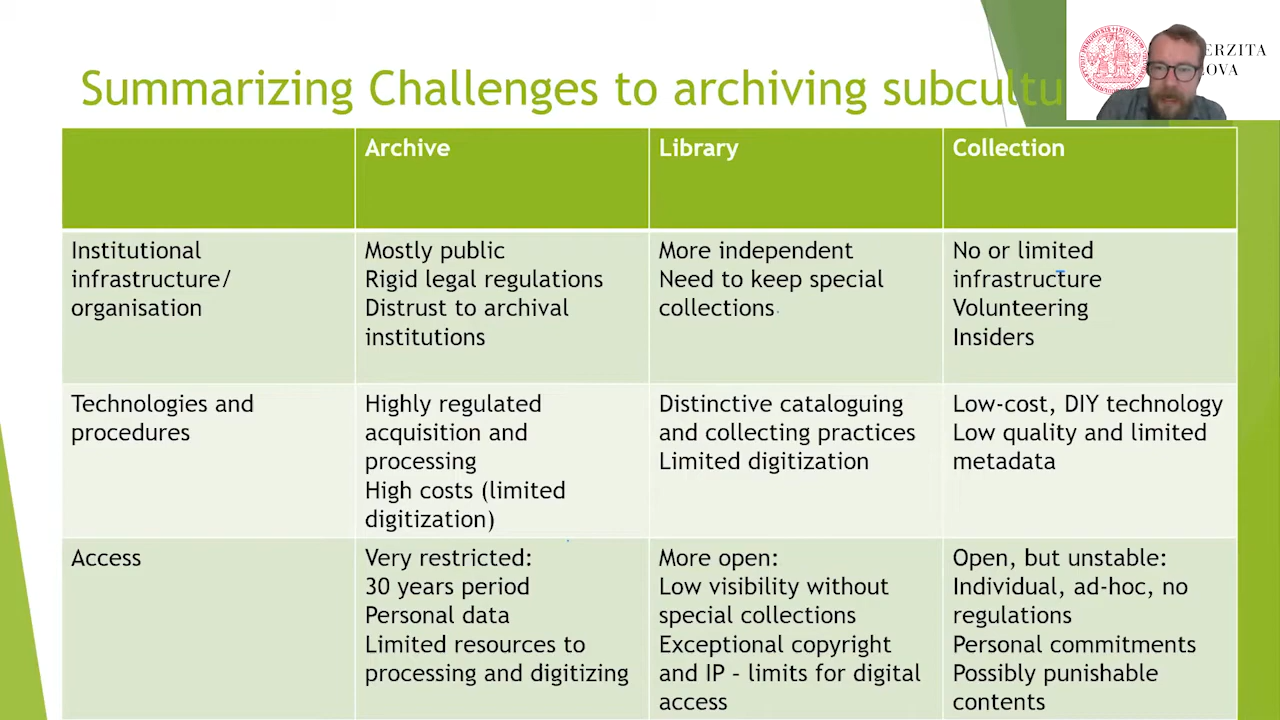 Summarizing Challenges to archiving subcultu
ERZITA
OVA
Archive
Library
Collection
Institutional
infrastructure/
organisation
Mostly public
Rigid legal regulations
Distrust to archival
institutions
More independent
Need to keep special
collections
No or limited
infrastructure
Volunteering
Insiders
Technologies and
procedures
Highly regulated
acquisition and
processing
High costs (limited
digitization)
Distinctive cataloguing
and collecting practices
Limited digitization
Low-cost, DIY technology
Low quality and limited
metadata
Access
Very restricted:
30 years period
Personal data
Limited resources to
processing and digitizing
More open:
Low visibility without
special collections
Exceptional copyright
and IP – limits for digital
access
Open, but unstable:
Individual, ad-hoc, no
regulations
Personal commitments
Possibly punishable
contents